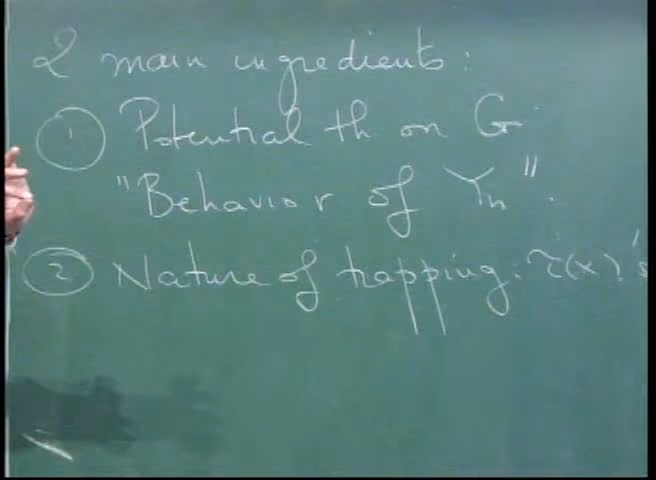 2 main ingredients:
① Potential th on G
"Behavior of Yn".
② Nature of trapping: τ(x)'s